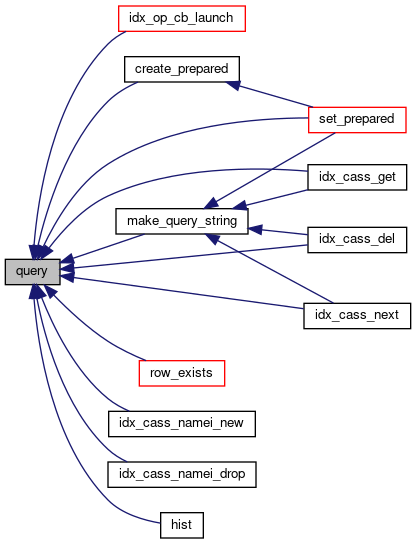 idx_op_cb_launch
create_prepared
set_prepared
idx_cass_get
make_query_string
idx_cass_del
query
idx_cass_next
row_exists
idx_cass_namei_new
idx_cass_namei_drop
hist